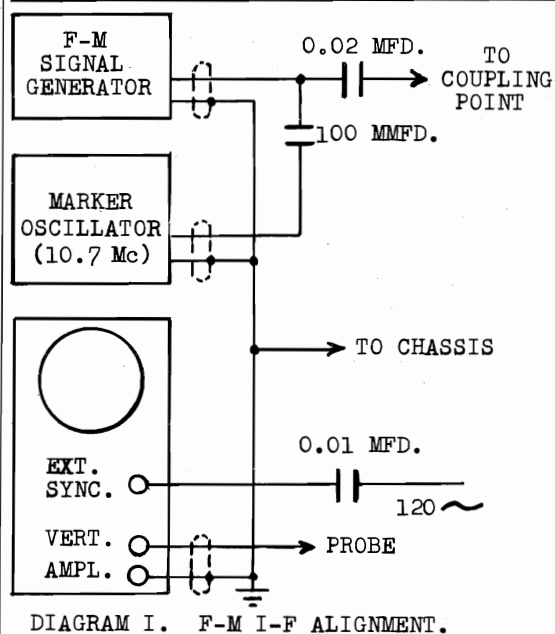 F-M
SIGNAL
GENERATOR
0.02 MFD.
TO
COUPLING
POINT
100 MMFD.
MARKER
OSCILLATOR
(10.7 Mc)
TO CHASSIS
0.01 MFD.
EXT.
SYNC.
120~
VERT.
PROBE
AMPL.
DIAGRAM I. F-M I-F ALIGNMENT.